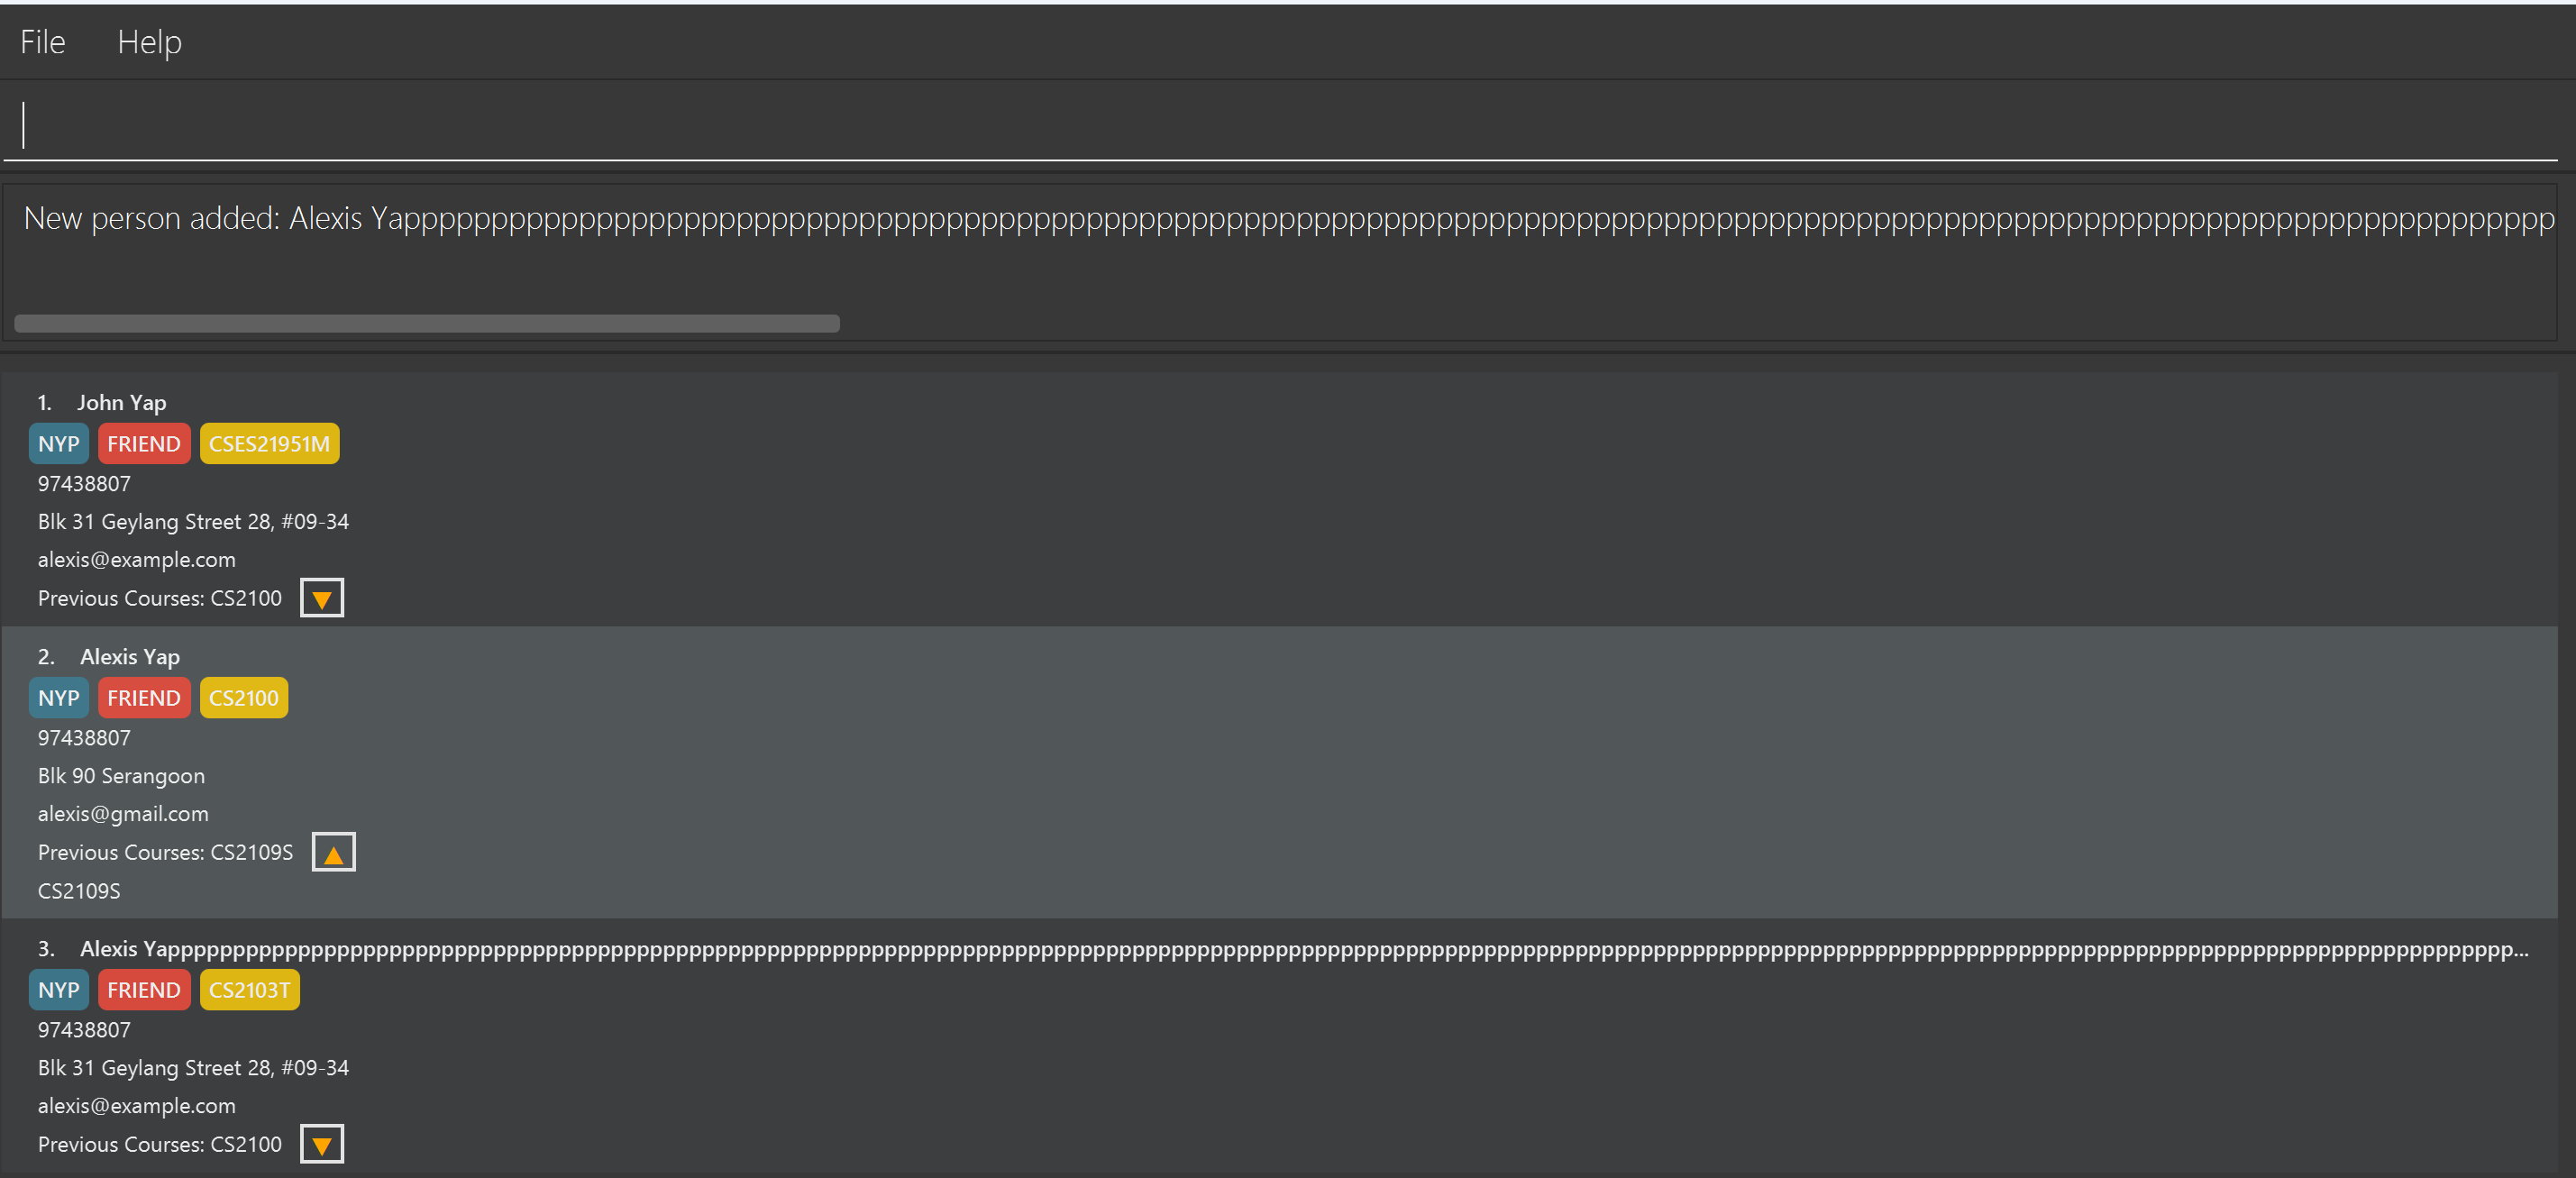 File Help
New person added: Alexis Yappppppppppppppppppppppppppppppppppppppppppppppppppppppppppppppppppppppppppppppppppppppppppppppppppppppppppppppppppppppppppp
1. John Yap
NYP FRIEND CSES21951M
97438807
Blk 31 Geylang Street 28, #09-34
alexis@example.com
Previous Courses: CS2100 ▼
2. Alexis Yap
NYP FRIEND CS2100
97438807
Blk 90 Serangoon
alexis@gmail.com
Previous Courses: CS2109S ▲
CS2109S
3. Alexis Yappppppppppppppppppppppppppppppppppppppppppppppppppppppppppppppppppppppppppppppppppppppppppppppppppppppppppppppppppppppppppppppppppppppppppppppppppppppppppppppppppppppppppppppppppp...
NYP FRIEND CS2103T
97438807
Blk 31 Geylang Street 28, #09-34
alexis@example.com
Previous Courses: CS2100 ▼